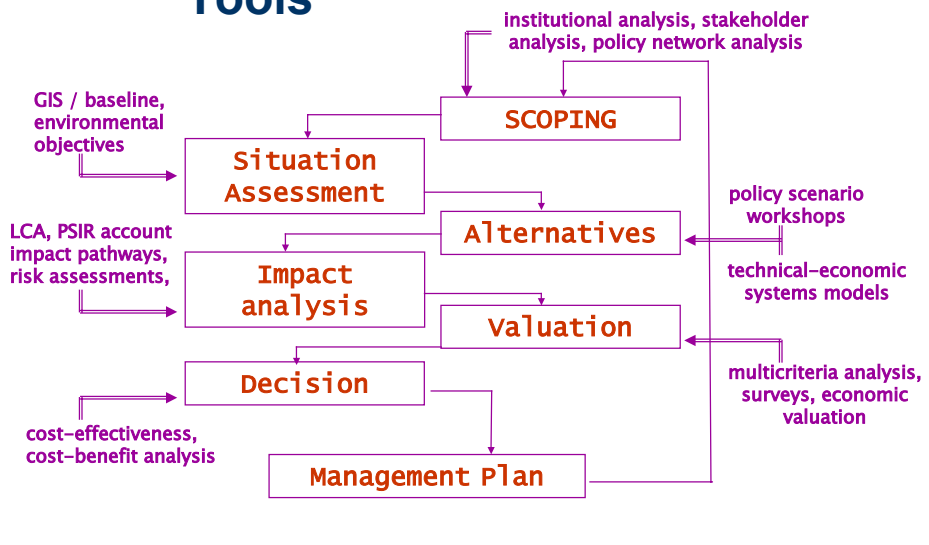 Tools
institutional analysis, stakeholder
analysis, policy network analysis
GIS / baseline,
environmental
objectives
SCOPING
Situation
Assessment
policy scenario
workshops
LCA, PSIR account
impact pathways,
risk assessments,
Alternatives
technical-economic
systems models
Impact
analysis
Valuation
multicriteria analysis,
surveys, economic
valuation
Decision
cost-effectiveness,
cost-benefit analysis
Management Plan